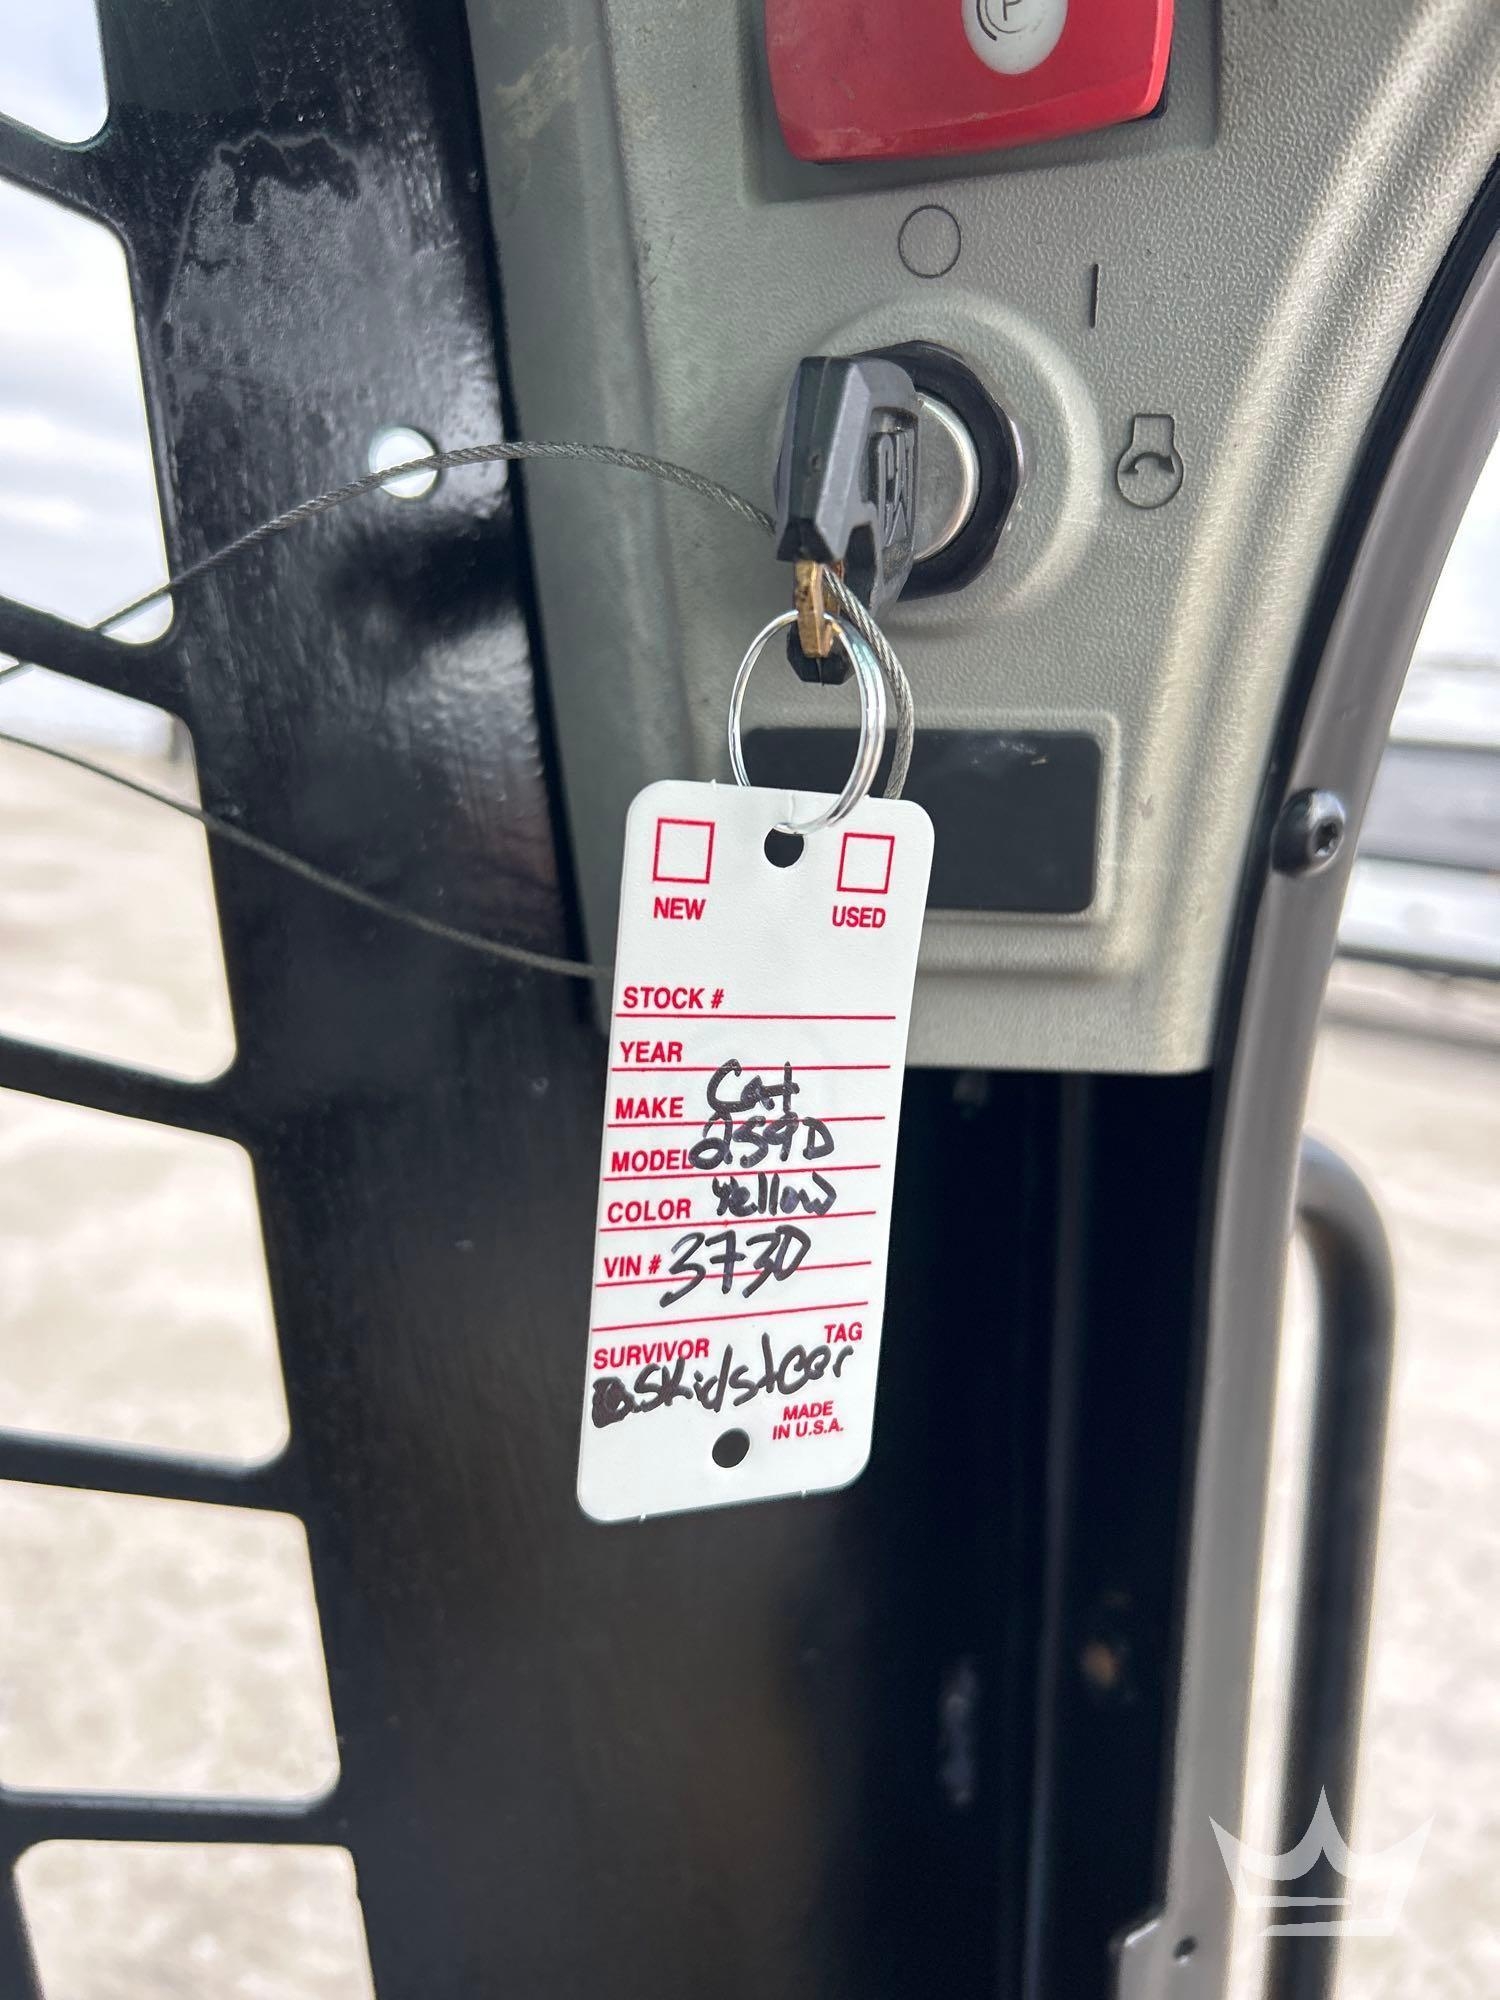 P
CAT
NEW USED
STOCK #
YEAR
MAKE Cat
MODEL 259D
COLOR Yellow
VIN # 3730
SURVIVOR TAG
Skidsteer
MADE
IN U.S.A.